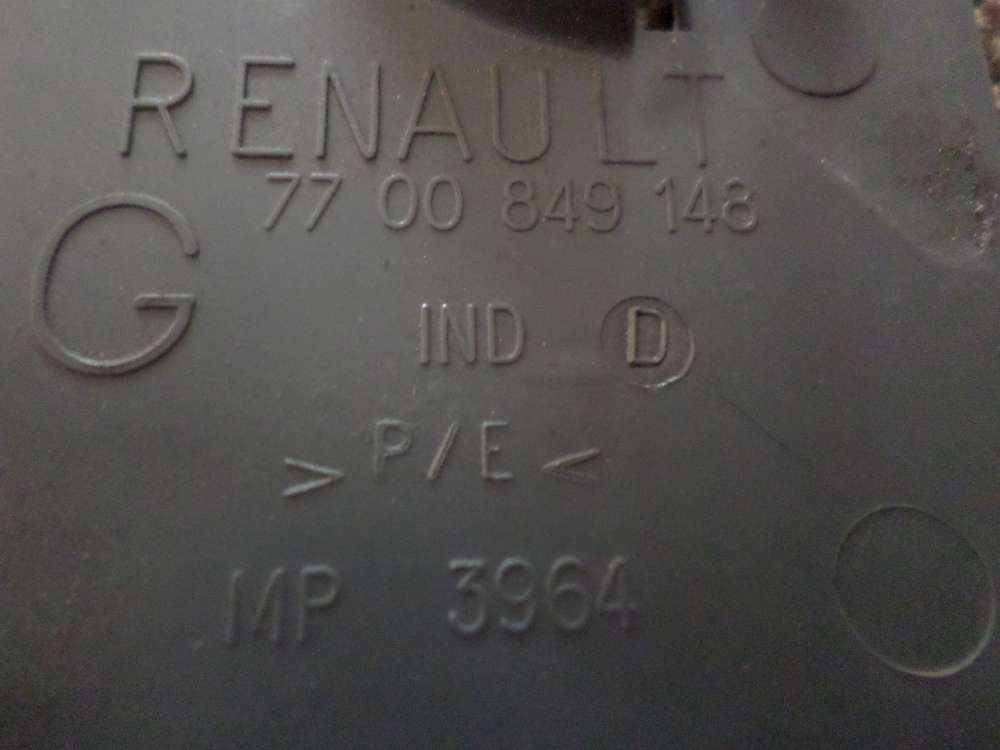 RENAULT
77 00 849 148
G
IND D
>P/E<
MP 3964